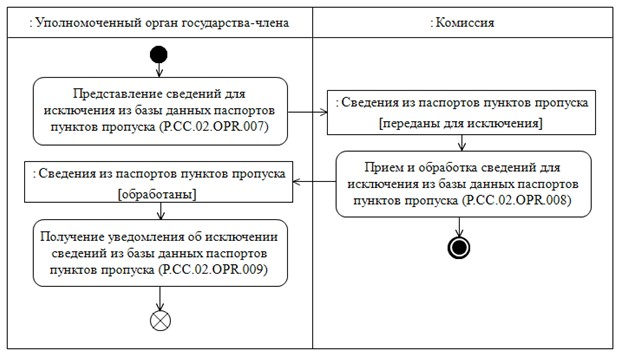 : Уполномоченный орган государства-члена
: Комиссия
Представление сведений для
исключения из базы данных паспортов
пунктов пропуска (P.CC.02.OPR.007)
: Сведения из паспортов пунктов пропуска
[переданы для исключения]
Прием и обработка сведений для
исключения из базы данных паспортов
пунктов пропуска (P.CC.02.OPR.008)
: Сведения из паспортов пунктов пропуска
[обработаны]
Получение уведомления об исключении
сведений из базы данных паспортов
пунктов пропуска (P.CC.02.OPR.009)